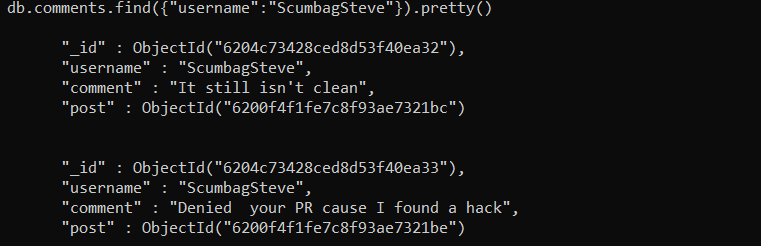 db.comments.find({"username":"ScumbagSteve"}).pretty()
"_id" : ObjectId("6204c73428ced8d53f40ea32"),
"username" : "ScumbagSteve",
"comment" : "It still isn't clean",
"post" : ObjectId("6200f4f1fe7c8f93ae7321bc")
"_id" : ObjectId("6204c73428ced8d53f40ea33"),
"username" : "ScumbagSteve",
"comment" : "Denied  your PR cause I found a hack",
"post" : ObjectId("6200f4f1fe7c8f93ae7321be")